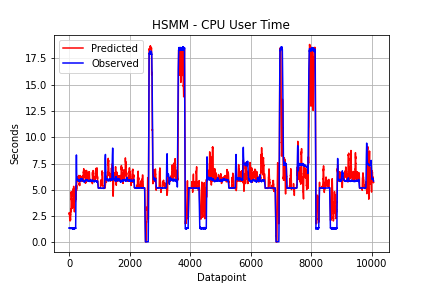 HSMM - CPU User Time
Predicted
Observed
17.5
15.0
12.5
10.0
7.5
5.0
2.5
0.0
Seconds
0 2000 4000 6000 8000 10000
Datapoint